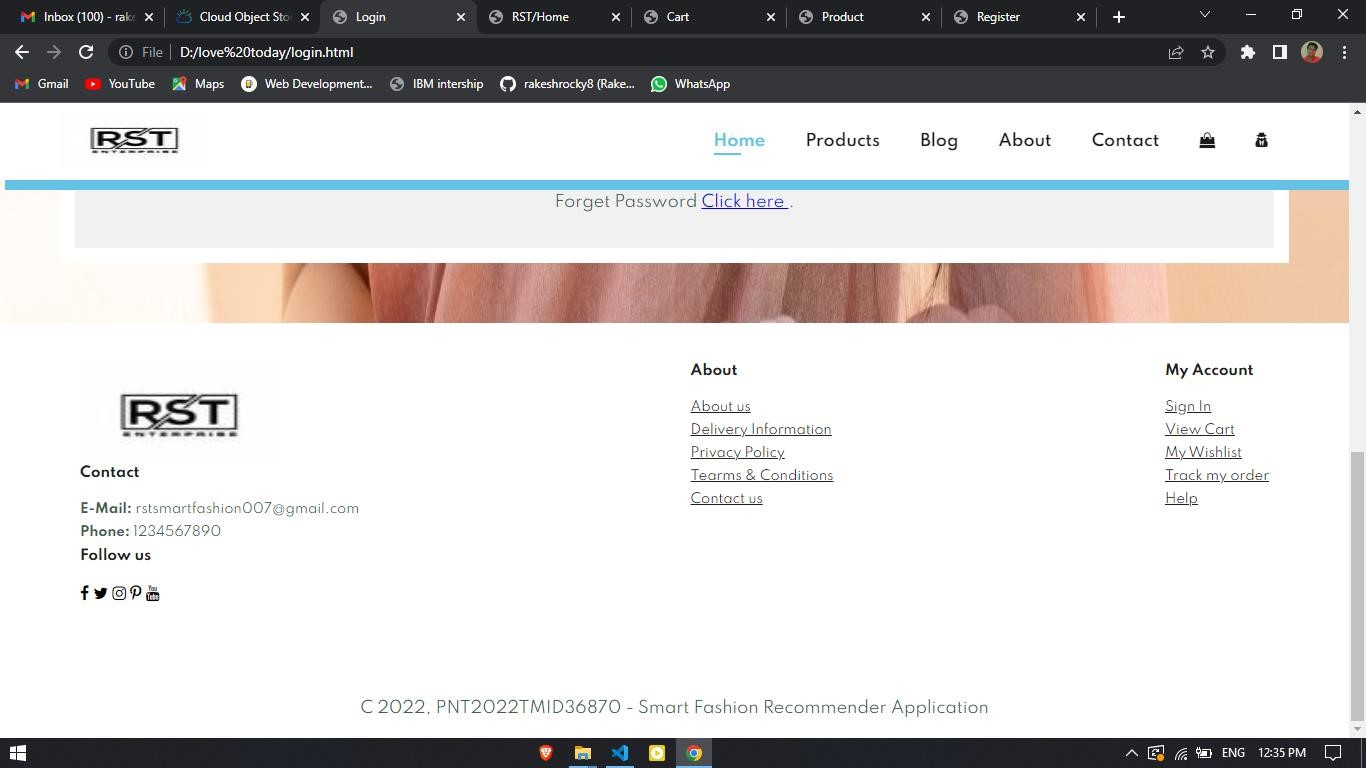 Inbox (100) - rake
Cloud Object Sto
Login
RST/Home
Cart
Product
Register
File D:/love%20today/login.html
Gmail
YouTube
Maps
Web Development...
IBM intership
rakeshrocky8 (Rake...
WhatsApp
RST
ENTERPRISE
Home
Products
Blog
About
Contact
Forget Password Click here .
RST
ENTERPRISE
Contact
E-Mail: rstsmartfashion007@gmail.com
Phone: 1234567890
Follow us
You
Tube
About
About us
Delivery Information
Privacy Policy
Tearms & Conditions
Contact us
My Account
Sign In
View Cart
My Wishlist
Track my order
Help
C 2022, PNT2022TMID36870 - Smart Fashion Recommender Application
ENG
12:35 PM